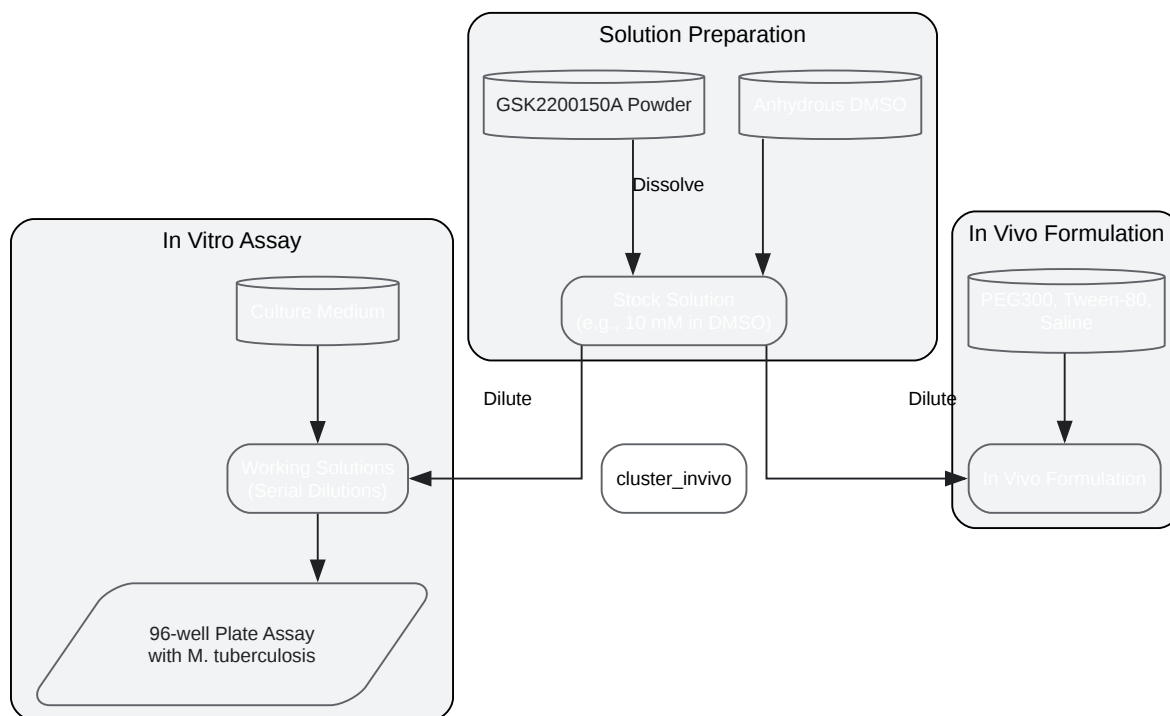 Solution Preparation
GSK2200150A Powder
Anhydrous DMSO
Dissolve
In Vitro Assay
In Vivo Formulation
Culture Medium
Stock Solution
(e.g., 10 mM in DMSO)
PEG300, Tween-80,
Saline
Dilute
Dilute
Working Solutions
(Serial Dilutions)
cluster_invivo
In Vivo Formulation
96-well Plate Assay
with M. tuberculosis